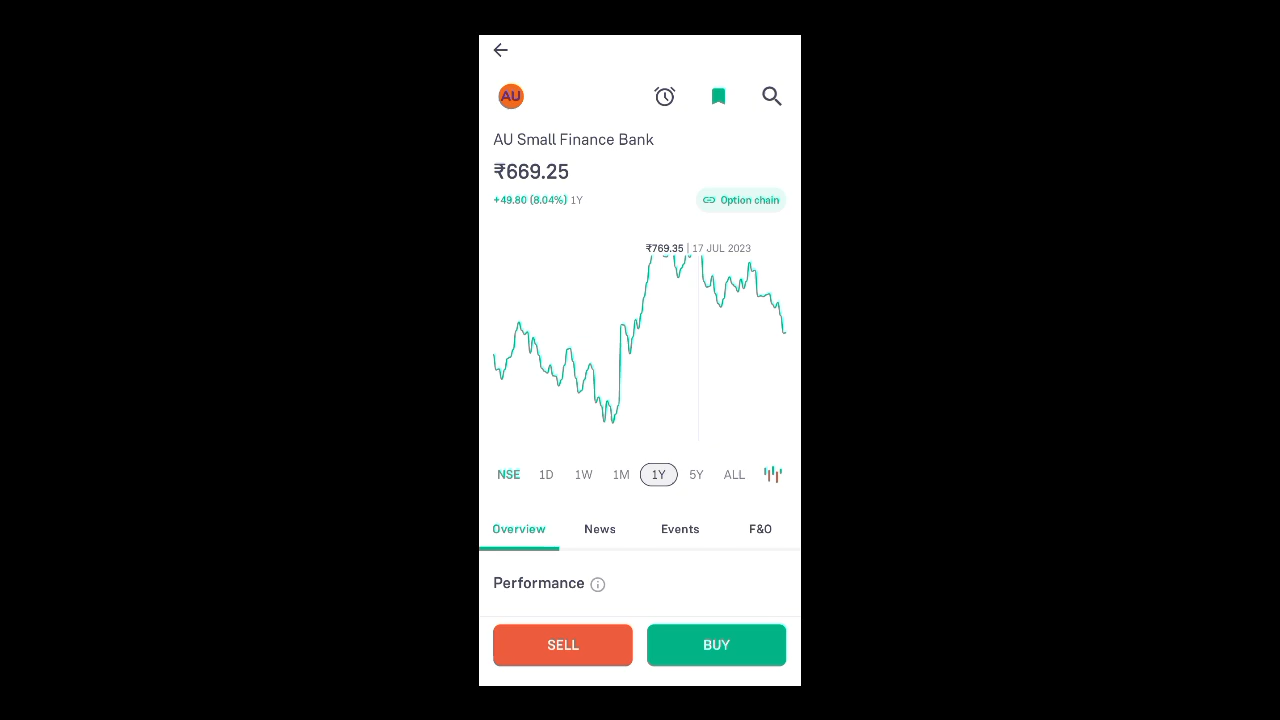 AU
AU Small Finance Bank
₹669.25
+49.80 (8.04%) 1Y
Option chain
₹769.35 | 17 JUL 2023
NSE 1D 1W 1M 1Y 5Y ALL
Overview News Events F&O
Performance
SELL BUY